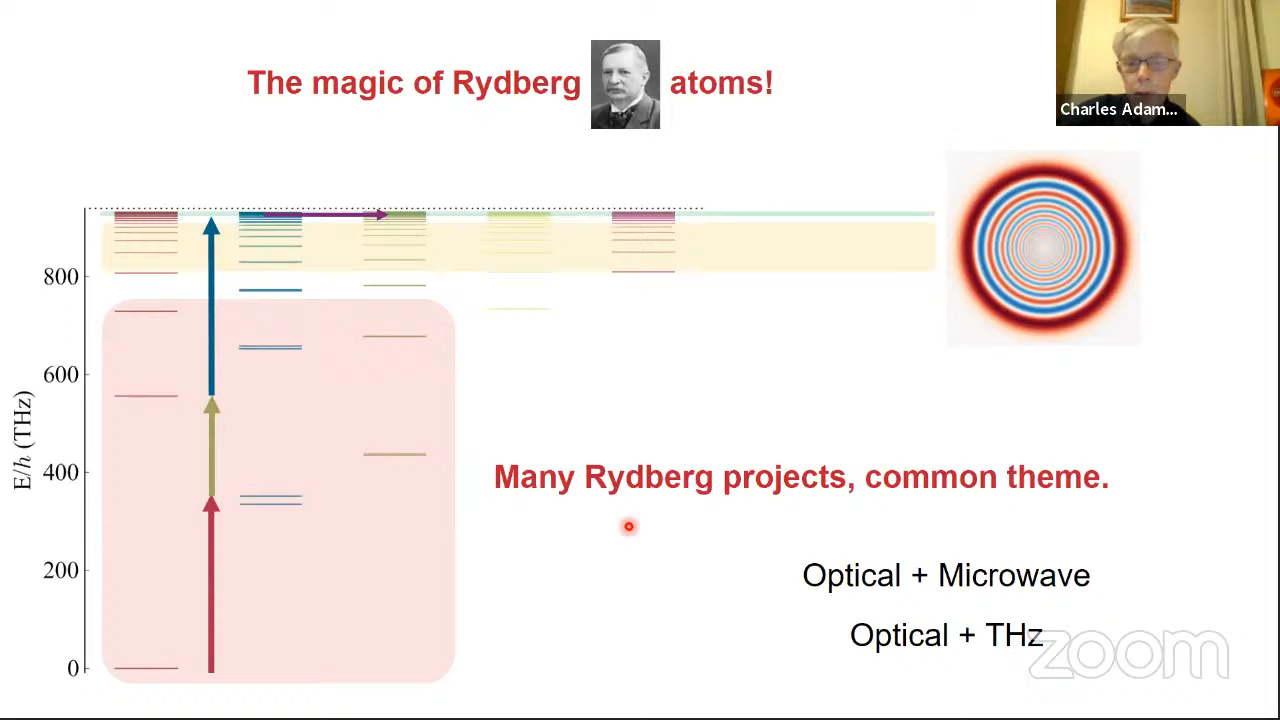 The magic of Rydberg atoms!
Charles Adam...
800
600
400
200
0
E/h (THz)
Many Rydberg projects, common theme.
Optical + Microwave
Optical + THz
zoom